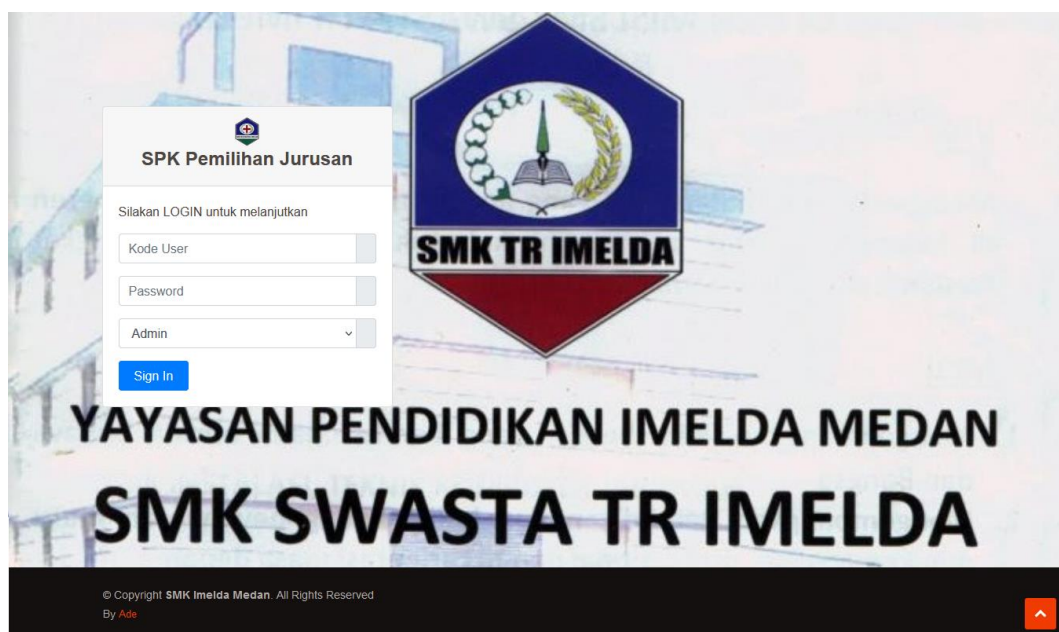 SPK Pemilihan Jurusan
Silakan LOGIN untuk melanjutkan
Kode User
Password
Admin
Sign In
SMK TR IMELDA
YAYASAN PENDIDIKAN IMELDA MEDAN
SMK SWASTA TR IMELDA
© Copyright SMK Imelda Medan. All Rights Reserved
By Ade